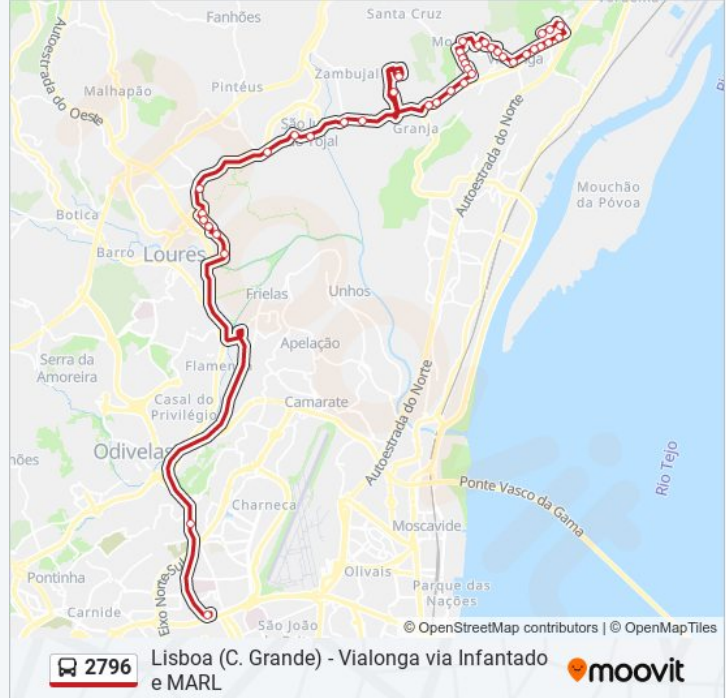 Fanhões
Santa Cruz
Autoestrada do Oeste
Zambujal
Malhapão
Pintéus
Granja
Autoestrada do Norte
Mouchão
da Póvoa
Botica
Barro
Loures
Frielas
Unhos
Serra da
Amoreira
Apelação
Casal do
Privilégio
Camarate
Autoestrada do Norte
Odivelas
Rio Tejo
Ponte Vasco da Gama
Charneca
Moscavide
Pontinha
Olivais
Parque das
Nações
Carnide
Eixo Norte-Sul
São João
© OpenStreetMap contributors | © OpenMapTiles
2796
Lisboa (C. Grande) - Vialonga via Infantado
e MARL
moovit